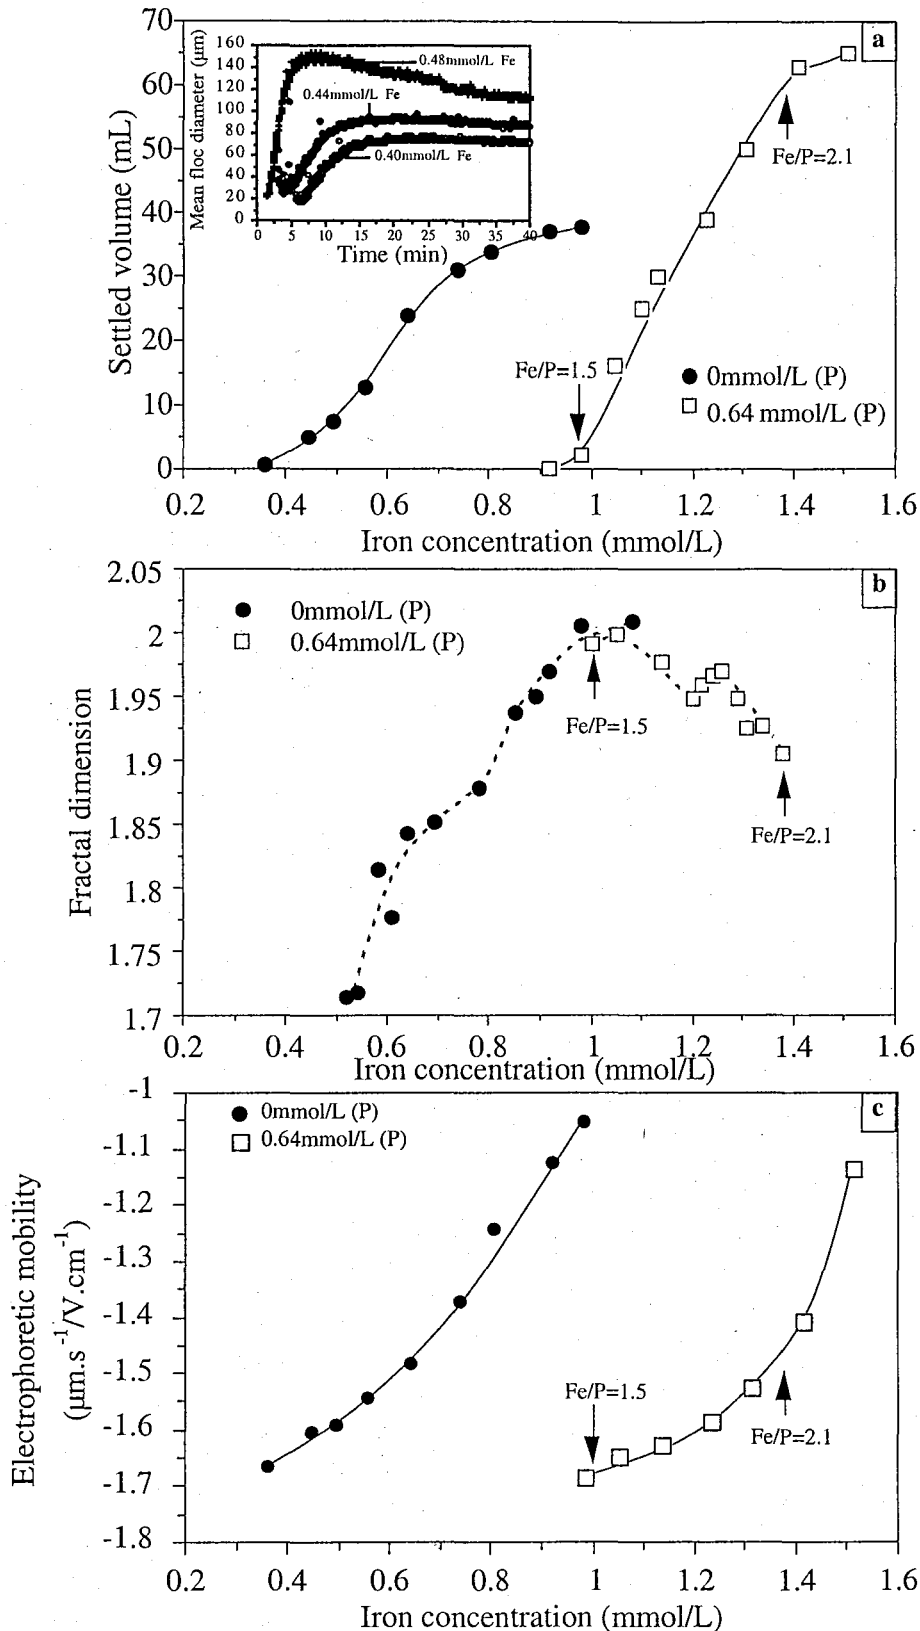 70
60
50
40
30
20
10
0
Settled volume (mL)
a
160
140
120
100
80
60
40
20
0
Mean floc diameter (µm)
0.48mmol/L Fe
0.44mmol/L Fe
0.40mmol/L Fe
0 5 10 15 20 25 30 35 40
Time (min)
Fe/P=2.1
Fe/P=1.5
0mmol/L (P)
0.64 mmol/L (P)
0.2 0.4 0.6 0.8 1 1.2 1.4 1.6
Iron concentration (mmol/L)
2.05
2
1.95
1.9
1.85
1.8
1.75
1.7
Fractal dimension
b
0mmol/L (P)
0.64mmol/L (P)
Fe/P=1.5
Fe/P=2.1
0.2 0.4 0.6 0.8 1 1.2 1.4 1.6
Iron concentration (mmol/L)
-1
-1.1
-1.2
-1.3
-1.4
-1.5
-1.6
-1.7
-1.8
Electrophoretic mobility
(µm.s⁻¹/V.cm⁻¹)
c
0mmol/L (P)
0.64mmol/L (P)
Fe/P=1.5
Fe/P=2.1
0.2 0.4 0.6 0.8 1 1.2 1.4 1.6
Iron concentration (mmol/L)